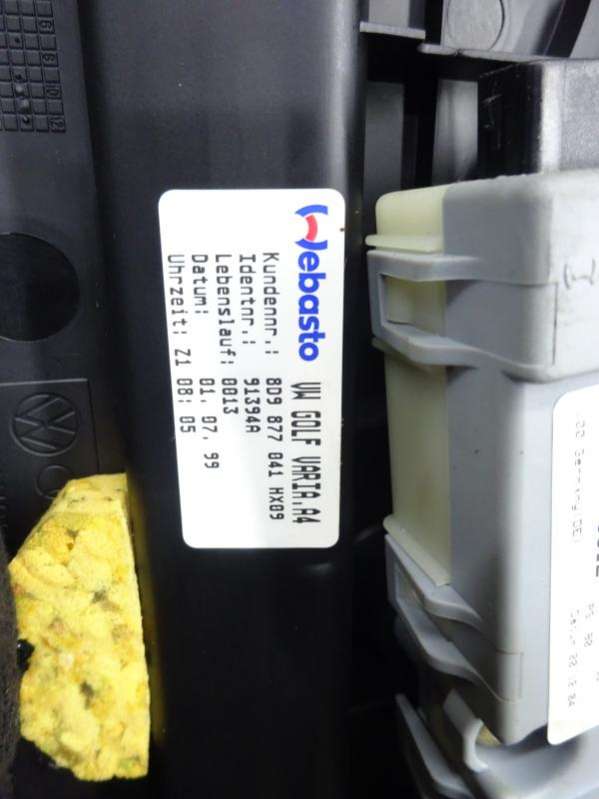 Webasto VW GOLF VARIA.A4
Kundennr.: 8D9 877 041 HX09
Identnr.: 91394A
Lebenslauf: 0013
Datum: 01. 07. 99
Uhrzeit: Z1 08: 05